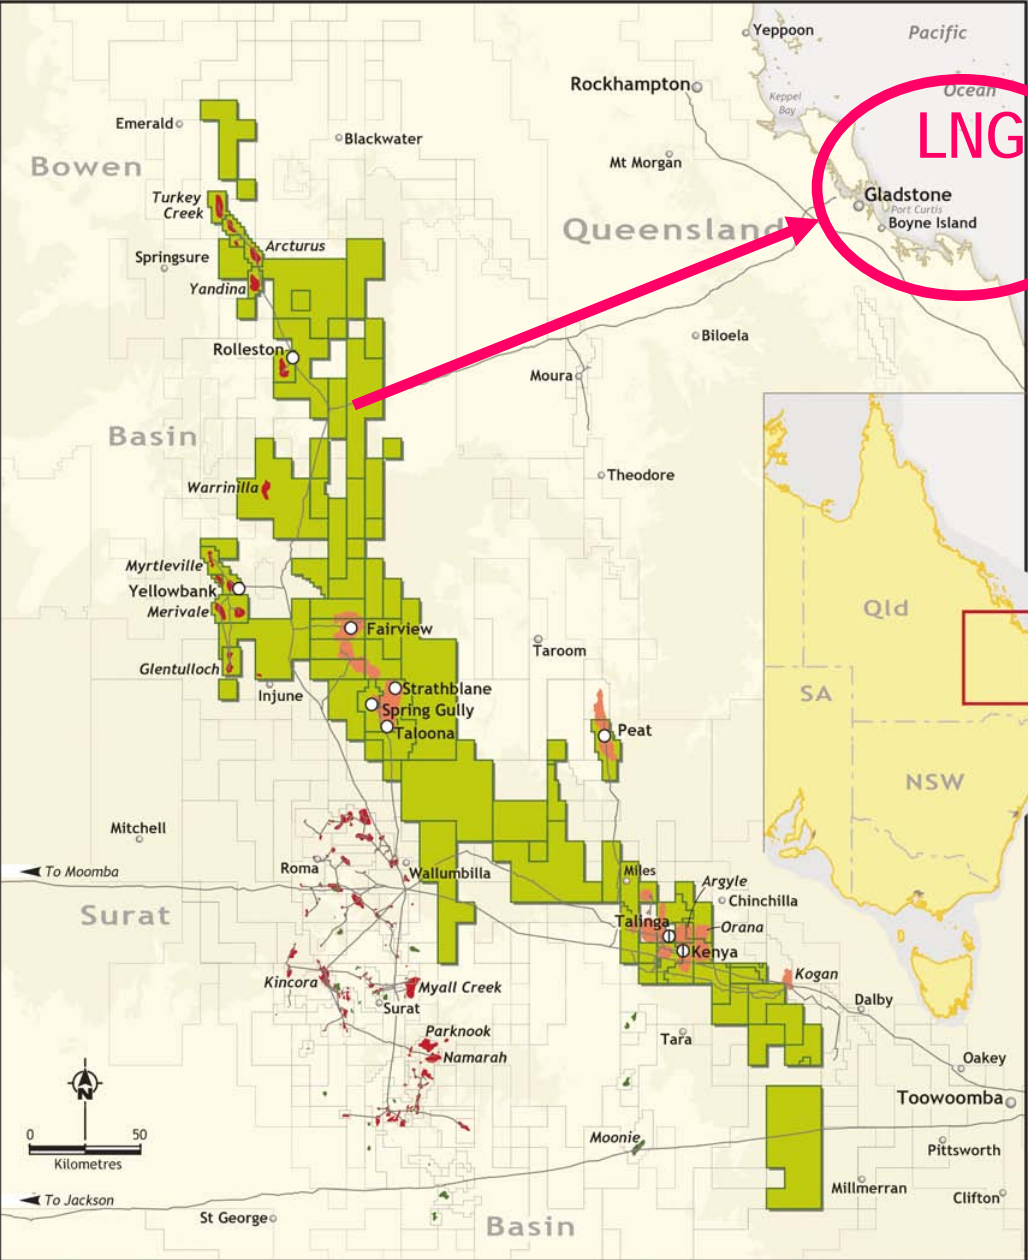 Yeppoon
Pacific
Ocean
Rockhampton
Keppel
Bay
LNG
Emerald
Blackwater
Bowen
Mt Morgan
Turkey
Creek
Gladstone
Port Curtis
Boyne Island
Queensland
Arcturus
Springsure
Yandina
Rolleston
Biloela
Moura
Basin
Theodore
Warrinilla
Myrtleville
Yellowbank
Merivale
Qld
Fairview
Taroom
Glentulloch
Injune
Strathblane
SA
Spring Gully
Taloona
Peat
NSW
Mitchell
Roma
Wallumbilla
To Moomba
Miles
Argyle
Chinchilla
Surat
Talinga
Orana
Kenya
Kogan
Kincora
Myall Creek
Surat
Dalby
Parknook
Tara
Namarah
Oakey
N
Toowoomba
0 50
Kilometres
Moonie
Pittsworth
Millmerran
Clifton
To Jackson
St George
Basin